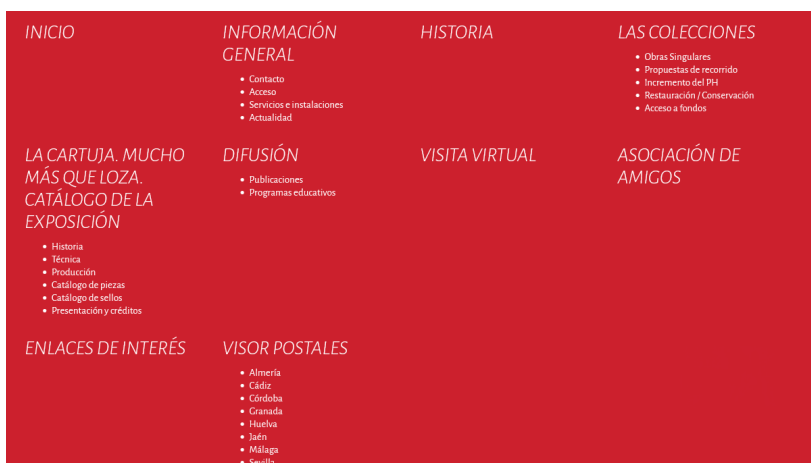 INICIO
INFORMACIÓN
GENERAL
Contacto
Acceso
Servicios e instalaciones
Actualidad
HISTORIA
LAS COLECCIONES
Obras Singulares
Propuestas de recorrido
Incremento del PH
Restauración / Conservación
Acceso a fondos
LA CARTUJA. MUCHO
MÁS QUE LOZA.
CATÁLOGO DE LA
EXPOSICIÓN
Historia
Técnica
Producción
Catálogo de piezas
Catálogo de sellos
Presentación y créditos
DIFUSIÓN
Publicaciones
Programas educativos
VISITA VIRTUAL
ASOCIACIÓN DE
AMIGOS
ENLACES DE INTERÉS
VISOR POSTALES
Almería
Cádiz
Córdoba
Granada
Huelva
Jaén
Málaga
Sevilla